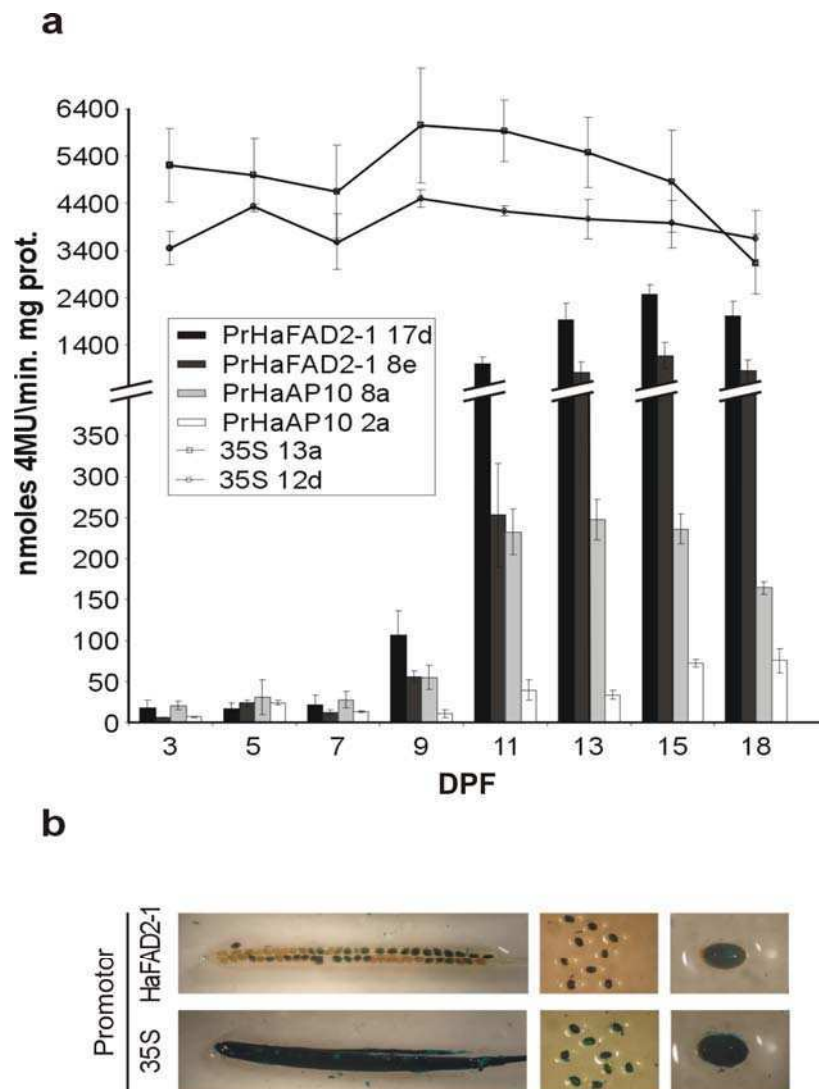 a
6400
5400
4400
3400
2400
1400
350
300
250
200
150
100
50
0
nmoles 4MU\min. mg prot.
PrHaFAD2-1 17d
PrHaFAD2-1 8e
PrHaAP10 8a
PrHaAP10 2a
35S 13a
35S 12d
3 5 7 9 11 13 15 18
DPF
b
Promotor
HaFAD2-1
35S